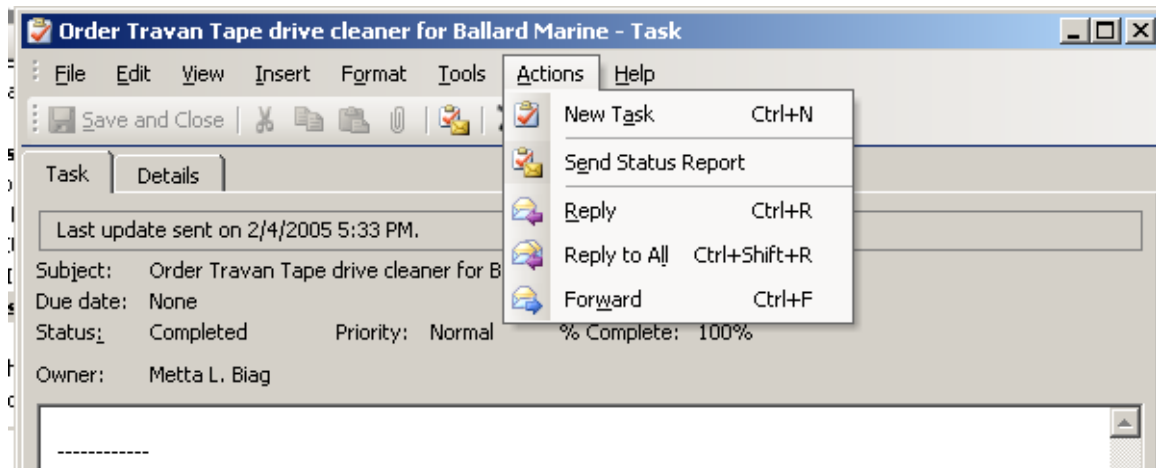 Order Travan Tape drive cleaner for Ballard Marine - Task
File Edit View Insert Format Tools Actions Help
Save and Close
New Task Ctrl+N
Send Status Report
Reply Ctrl+R
Reply to All Ctrl+Shift+R
Forward Ctrl+F
Task Details
Last update sent on 2/4/2005 5:33 PM.
Subject: Order Travan Tape drive cleaner for B
Due date: None
Status: Completed Priority: Normal % Complete: 100%
Owner: Metta L. Biag
------------